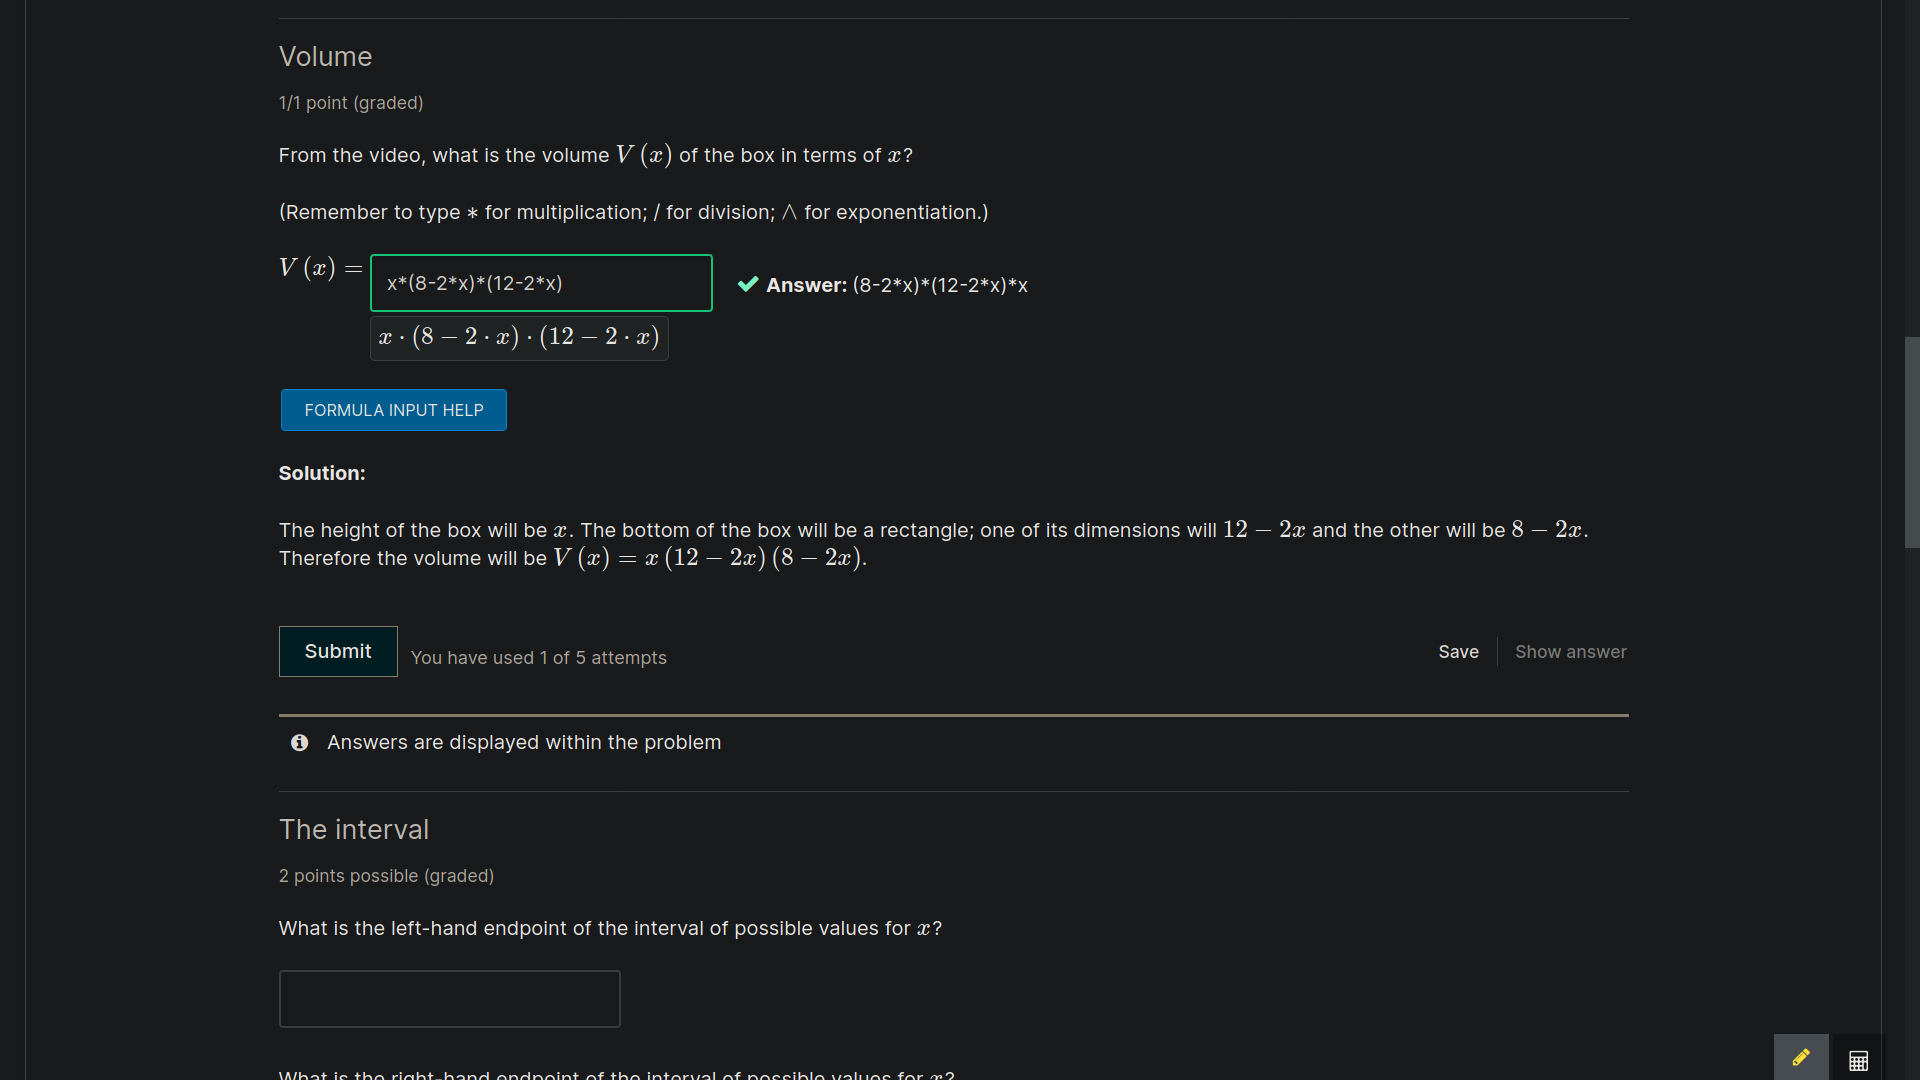 Volume
1/1 point (graded)
From the video, what is the volume V (x) of the box in terms of x?
(Remember to type * for multiplication; / for division; ∧ for exponentiation.)
V (x) = x*(8-2*x)*(12-2*x) Answer: (8-2*x)*(12-2*x)*x
x · (8 − 2 · x) · (12 − 2 · x)
FORMULA INPUT HELP
Solution:
The height of the box will be x. The bottom of the box will be a rectangle; one of its dimensions will 12 − 2x and the other will be 8 − 2x.
Therefore the volume will be V (x) = x (12 − 2x) (8 − 2x).
Submit You have used 1 of 5 attempts Save Show answer
Answers are displayed within the problem
The interval
2 points possible (graded)
What is the left-hand endpoint of the interval of possible values for x?
What is the right-hand endpoint of the interval of possible values for x?